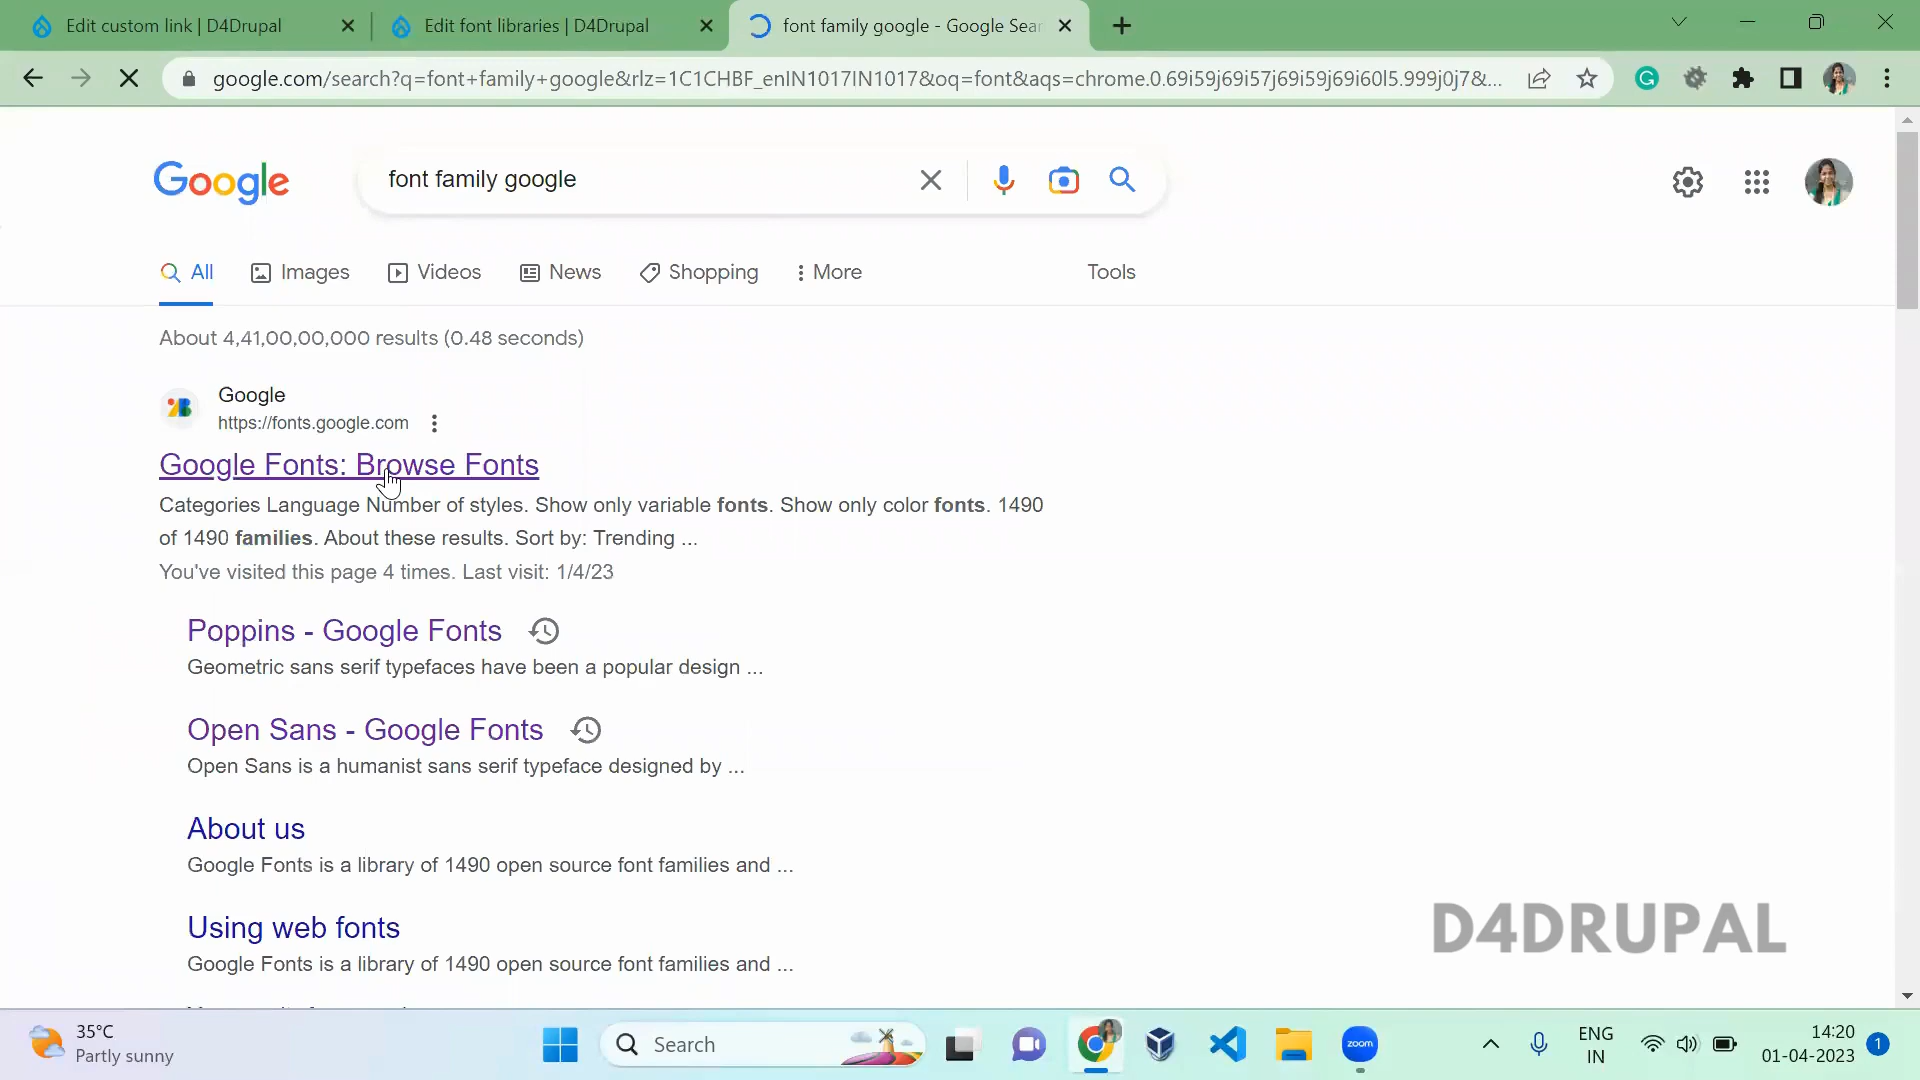 Edit custom link | D4Drupal
Edit font libraries | D4Drupal
font family google - Google Sear
google.com/search?q=font+family+google&rlz=1C1CHBF_enIN1017IN1017&oq=font&aqs=chrome.0.69i59j69i57j69i59j69i60l5.999j0j7&...
Google
font family google
All
Images
Videos
News
Shopping
More
Tools
About 4,41,00,00,000 results (0.48 seconds)
Google
https://fonts.google.com
Google Fonts: Browse Fonts
Categories Language Number of styles. Show only variable fonts. Show only color fonts. 1490
of 1490 families. About these results. Sort by: Trending ...
You've visited this page 4 times. Last visit: 1/4/23
Poppins - Google Fonts
Geometric sans serif typefaces have been a popular design ...
Open Sans - Google Fonts
Open Sans is a humanist sans serif typeface designed by ...
About us
Google Fonts is a library of 1490 open source font families and ...
Using web fonts
Google Fonts is a library of 1490 open source font families and ...
D4DRUPAL
35°C
Partly sunny
Search
zoom
ENG
IN
14:20
01-04-2023
1